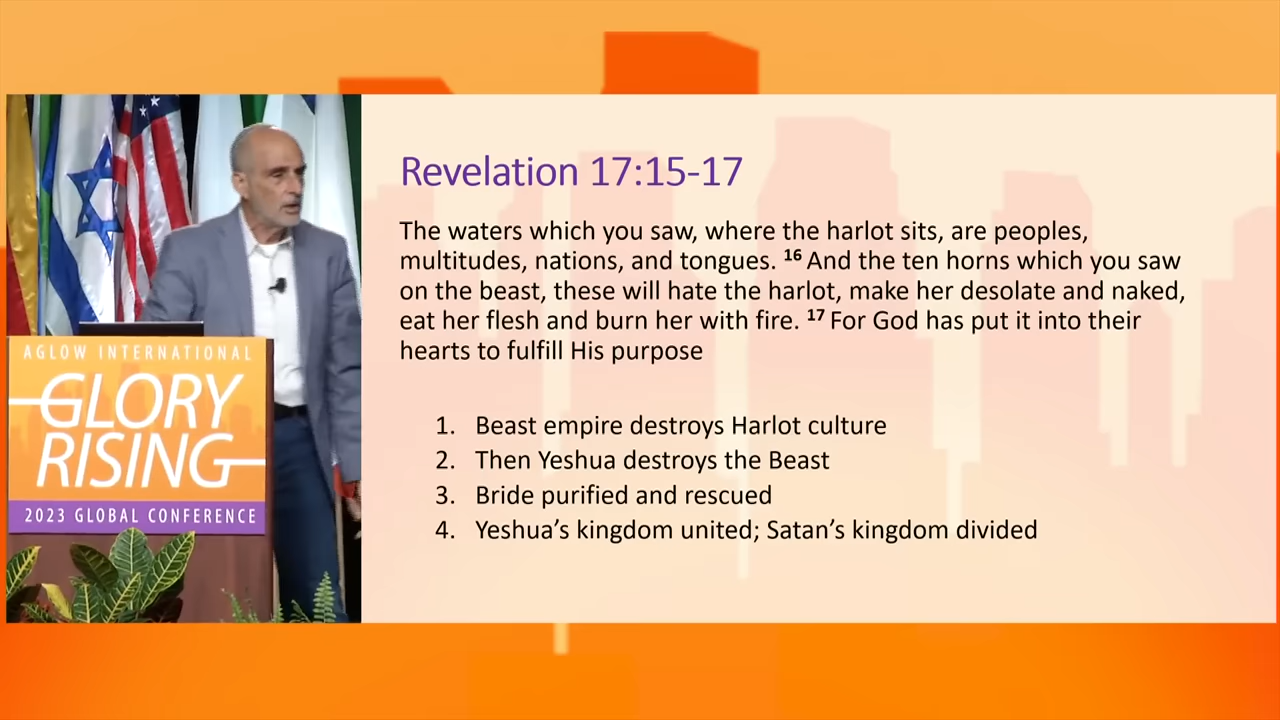 AGLOW INTERNATIONAL
GLORY
RISING
2023 GLOBAL CONFERENCE
Revelation 17:15-17
The waters which you saw, where the harlot sits, are peoples,
multitudes, nations, and tongues. 16 And the ten horns which you saw
on the beast, these will hate the harlot, make her desolate and naked,
eat her flesh and burn her with fire. 17 For God has put it into their
hearts to fulfill His purpose
1. Beast empire destroys Harlot culture
2. Then Yeshua destroys the Beast
3. Bride purified and rescued
4. Yeshua’s kingdom united; Satan’s kingdom divided